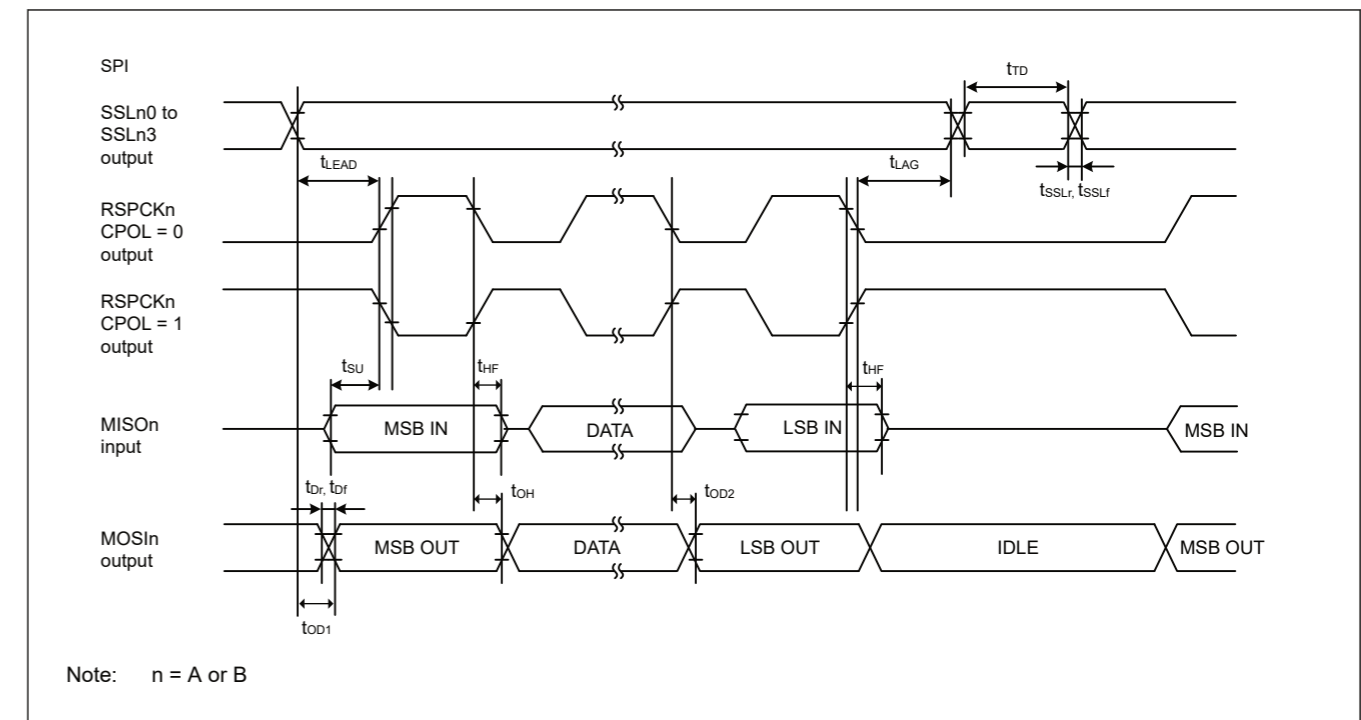 SPI
tTD
SSLn0 to
SSLn3
output
tLEAD
tLAG
tSSLr, tSSLf
RSPCKn
CPOL = 0
output
RSPCKn
CPOL = 1
output
tSU
tHF
tHF
MISOn
input
MSB IN
DATA
LSB IN
MSB IN
tDr, tDf
tOH
tOD2
MOSIn
output
MSB OUT
DATA
LSB OUT
IDLE
MSB OUT
tOD1
Note: n = A or B